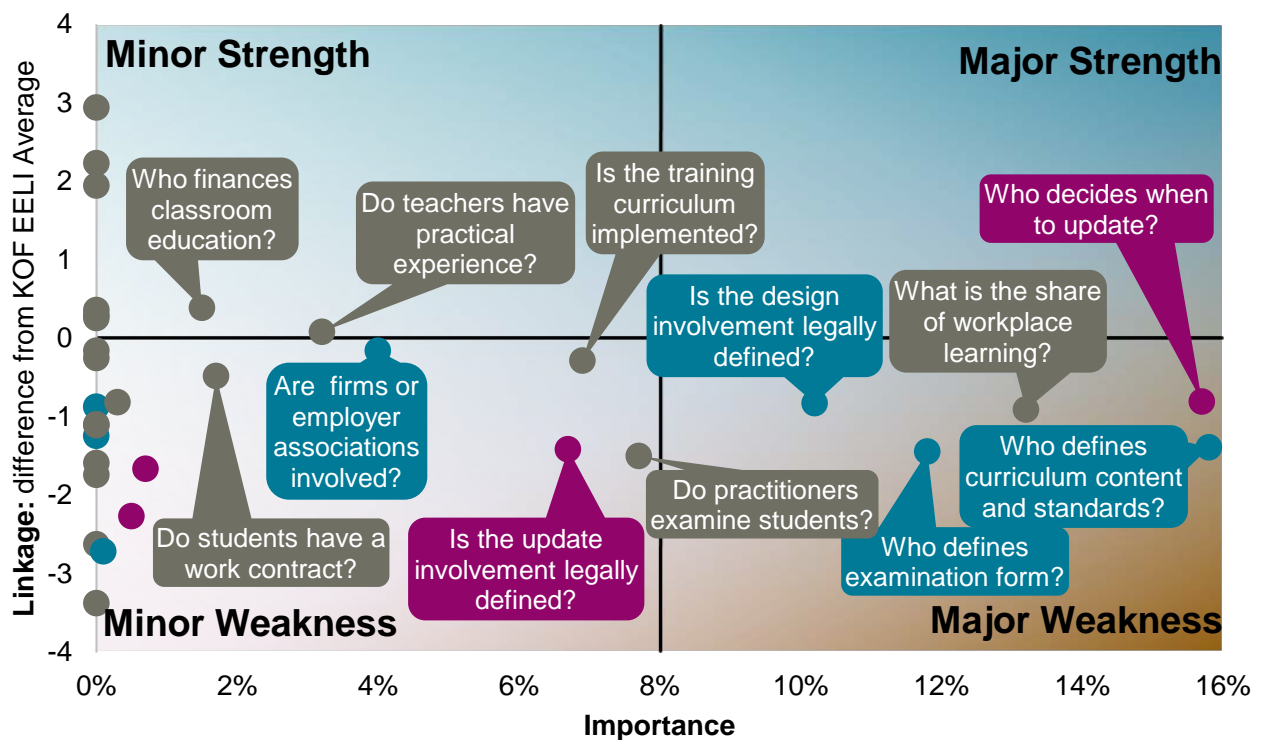 4
3
2
1
0
-1
-2
-3
-4
Linkage: difference from KOF EELI Average
Minor Strength
Major Strength
Who finances
classroom
education?
Do teachers have
practical
experience?
Is the training
curriculum
implemented?
Who decides when
to update?
Is the design
involvement legally
defined?
What is the share
of workplace
learning?
Are  firms or
employer
associations
involved?
Who defines
curriculum content
and standards?
Do practitioners
examine students?
Do students have a
work contract?
Is the update
involvement legally
defined?
Who defines
examination form?
Minor Weakness
Major Weakness
0%
2%
4%
6%
8%
10%
12%
14%
16%
Importance